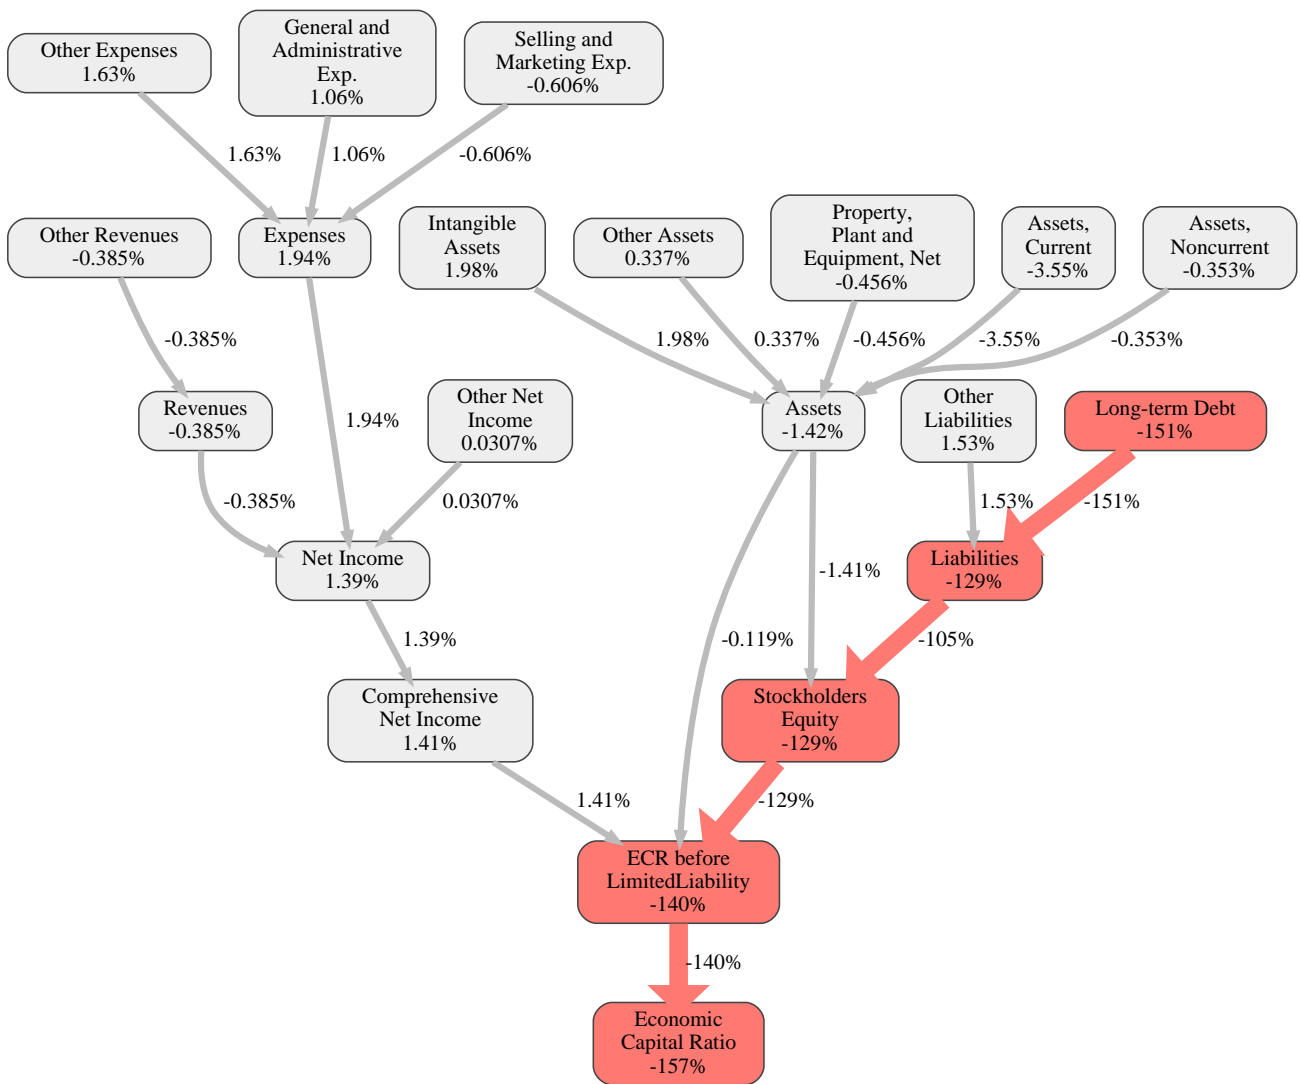 Other Expenses
1.63%
General and
Administrative
Exp.
1.06%
Selling and
Marketing Exp.
-0.606%
1.63%
1.06%
-0.606%
Other Revenues
-0.385%
Expenses
1.94%
Intangible
Assets
1.98%
Other Assets
0.337%
Property,
Plant and
Equipment, Net
-0.456%
Assets,
Current
-3.55%
Assets,
Noncurrent
-0.353%
-0.385%
1.98%
0.337%
-0.456%
-3.55%
-0.353%
Revenues
-0.385%
1.94%
Other Net
Income
0.0307%
Assets
-1.42%
Other
Liabilities
1.53%
Long-term Debt
-151%
-0.385%
0.0307%
1.53%
-151%
Net Income
1.39%
-1.41%
Liabilities
-129%
1.39%
-0.119%
-105%
Comprehensive
Net Income
1.41%
Stockholders
Equity
-129%
1.41%
-129%
ECR before
LimitedLiability
-140%
-140%
Economic
Capital Ratio
-157%